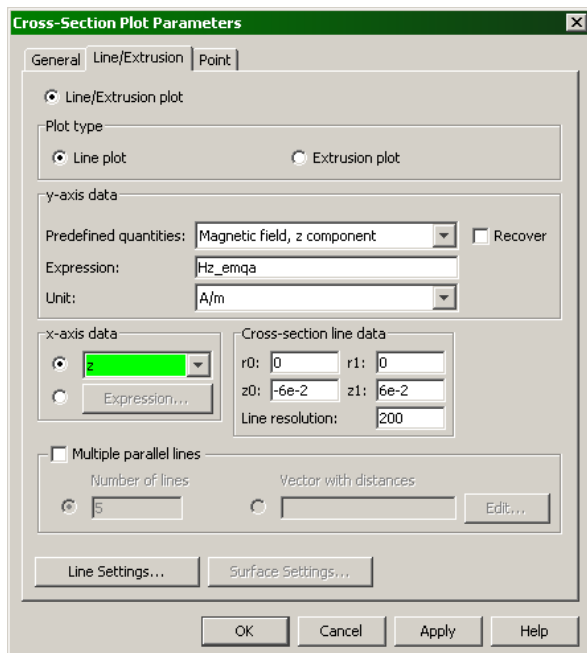 Cross-Section Plot Parameters
General Line/Extrusion Point
Line/Extrusion plot
Plot type
Line plot Extrusion plot
y-axis data
Predefined quantities: Magnetic field, z component Recover
Expression: Hz_emqa
Unit: A/m
x-axis data Cross-section line data
z r0: 0 r1: 0
Expression... z0: -6e-2 z1: 6e-2
Line resolution: 200
Multiple parallel lines
Number of lines Vector with distances
5 Edit...
Line Settings... Surface Settings...
OK Cancel Apply Help